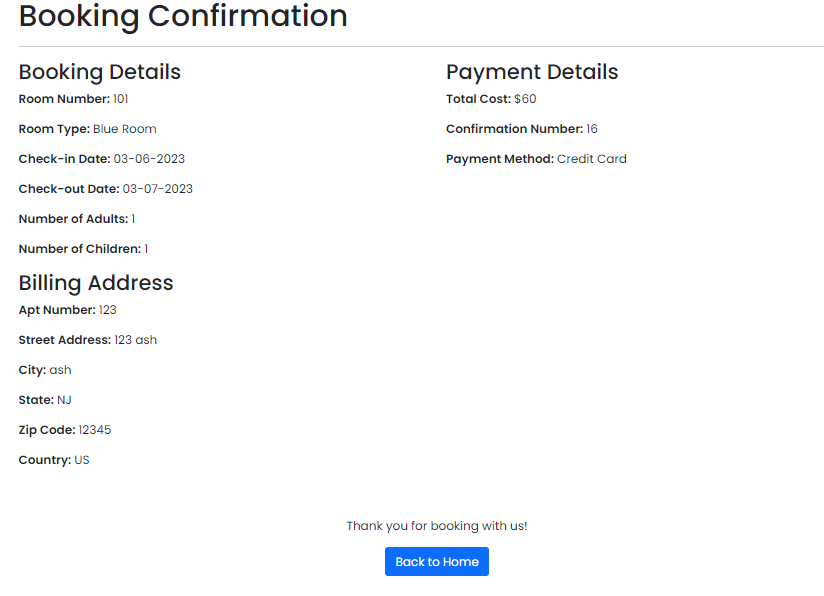 Booking Confirmation
Booking Details
Room Number: 101
Room Type: Blue Room
Check-in Date: 03-06-2023
Check-out Date: 03-07-2023
Number of Adults: 1
Number of Children: 1
Payment Details
Total Cost: $60
Confirmation Number: 16
Payment Method: Credit Card
Billing Address
Apt Number: 123
Street Address: 123 ash
City: ash
State: NJ
Zip Code: 12345
Country: US
Thank you for booking with us!
Back to Home